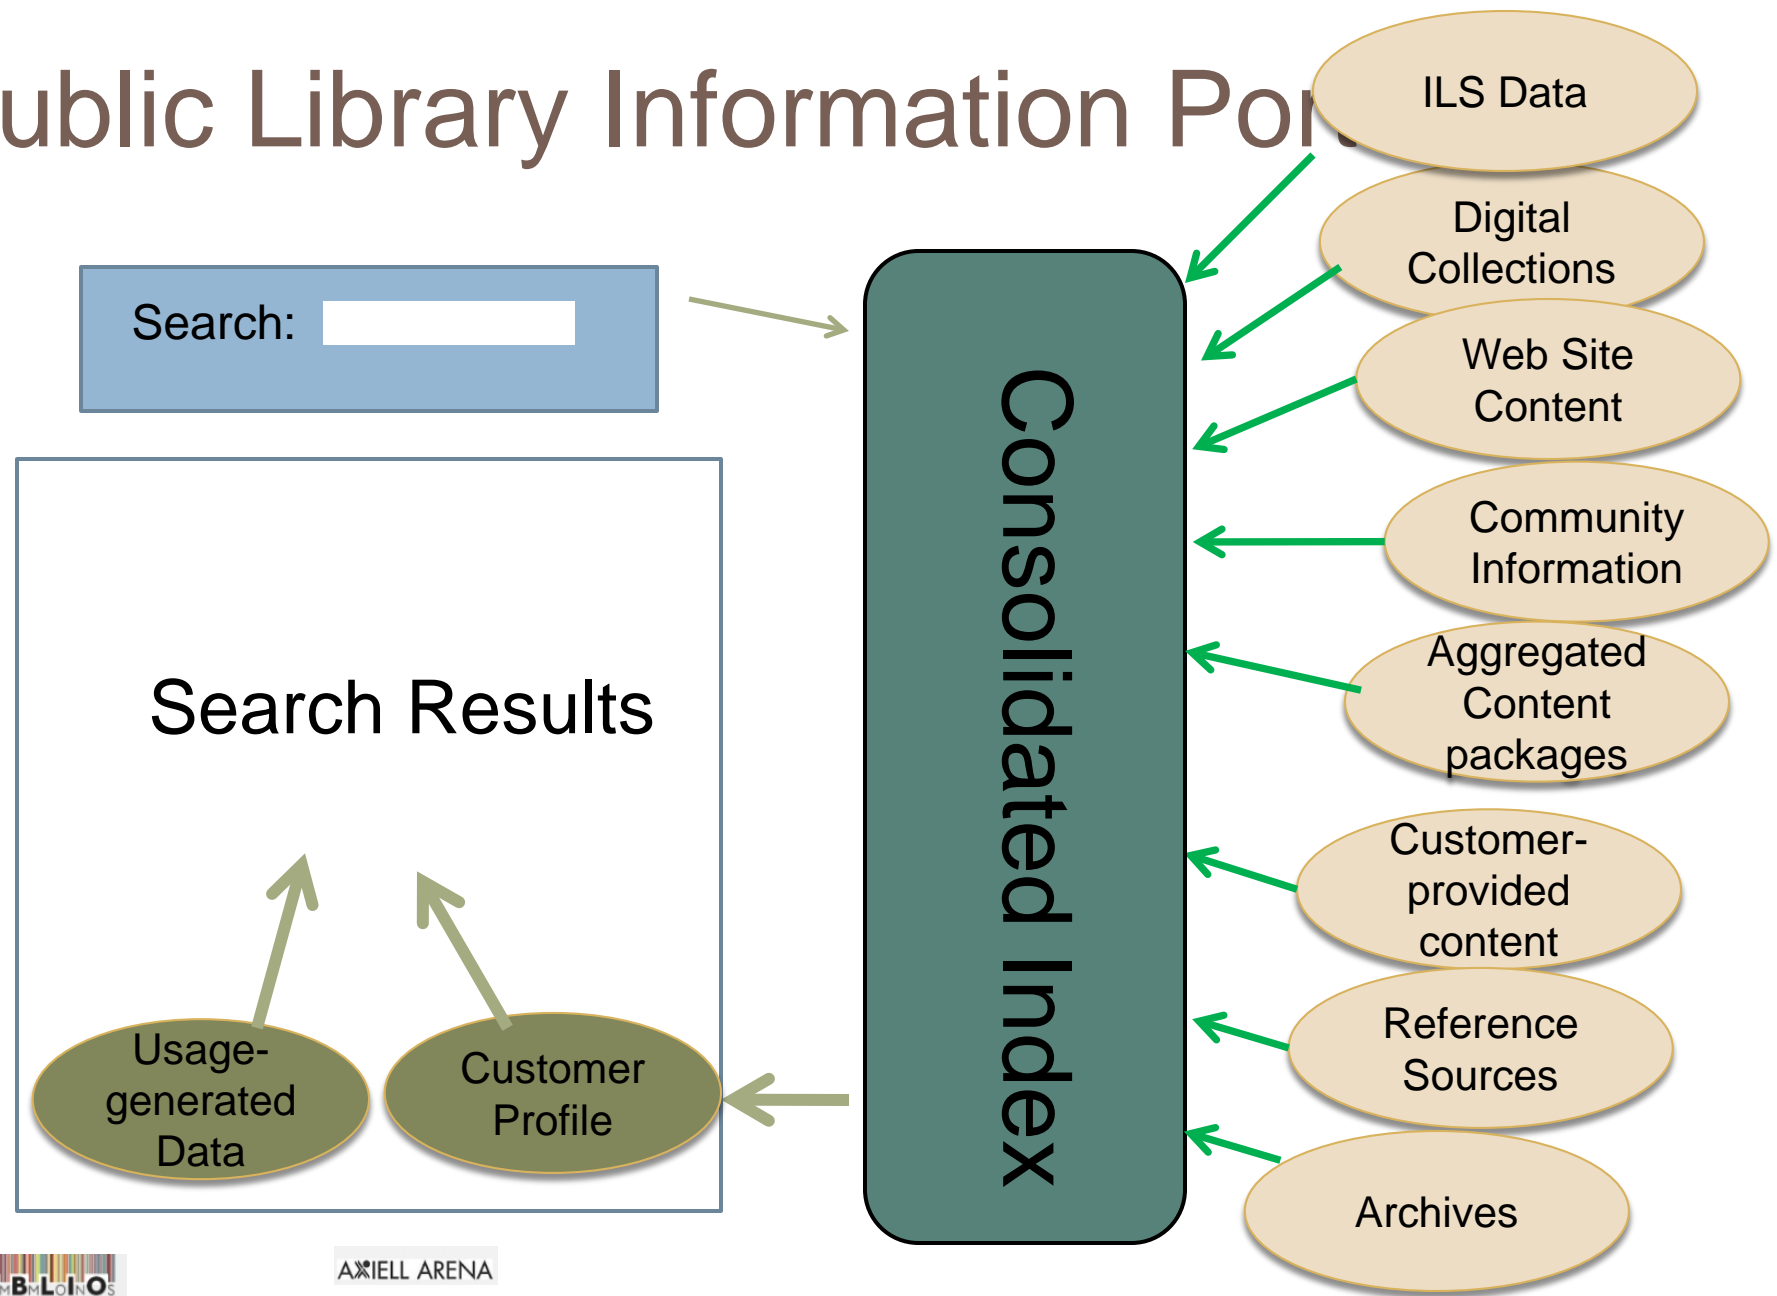 ublic Library Information Port
ILS Data
Digital
Collections
Search:
Web Site
Content
Community
Information
Search Results
Consolidated Index
Aggregated
Content
packages
Customer-
provided
content
Usage-
generated
Data
Customer
Profile
Reference
Sources
Archives
AXIELL ARENA